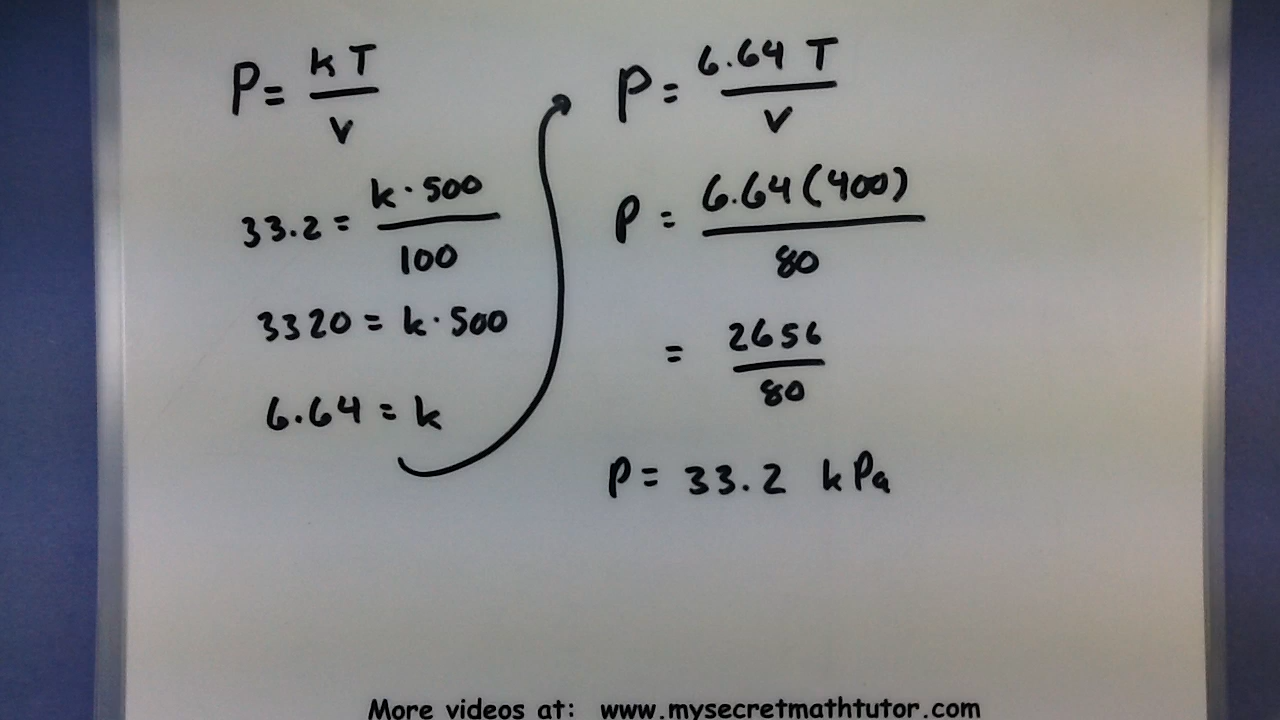 P = kT / V
33.2 = k · 500 / 100
3320 = k · 500
6.64 = k
P = 6.64 T / V
P = 6.64 (400) / 80
= 2656 / 80
P = 33.2 kPa
More videos at: www.mysecretmathtutor.com